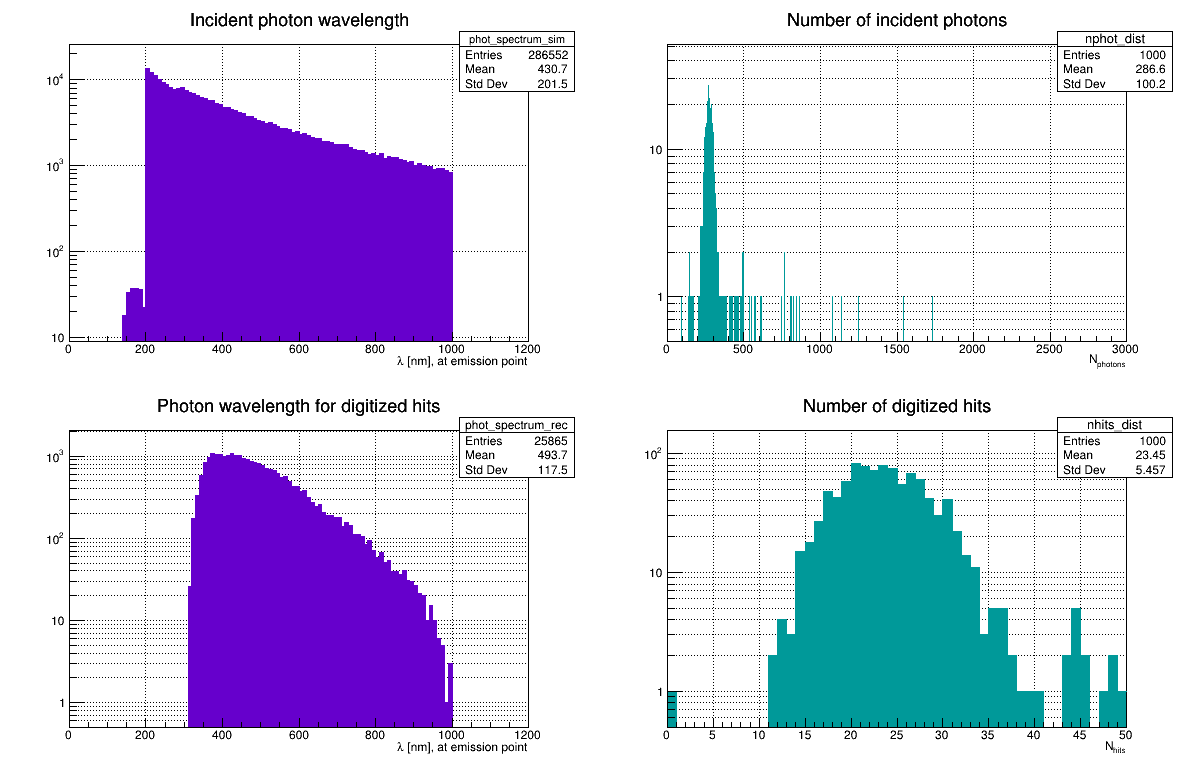 Incident photon wavelength
phot_spectrum_sim
Entries 286552
Mean 430.7
Std Dev 201.5
10⁴
10³
10²
10
0 200 400 600 800 1000 1200
λ [nm], at emission point
Number of incident photons
nphot_dist
Entries 1000
Mean 286.6
Std Dev 100.2
10
1
0 500 1000 1500 2000 2500 3000
Nphotons
Photon wavelength for digitized hits
phot_spectrum_rec
Entries 25865
Mean 493.7
Std Dev 117.5
10³
10²
10
1
0 200 400 600 800 1000 1200
λ [nm], at emission point
Number of digitized hits
nhits_dist
Entries 1000
Mean 23.45
Std Dev 5.457
10²
10
1
0 5 10 15 20 25 30 35 40 45 50
Nhits